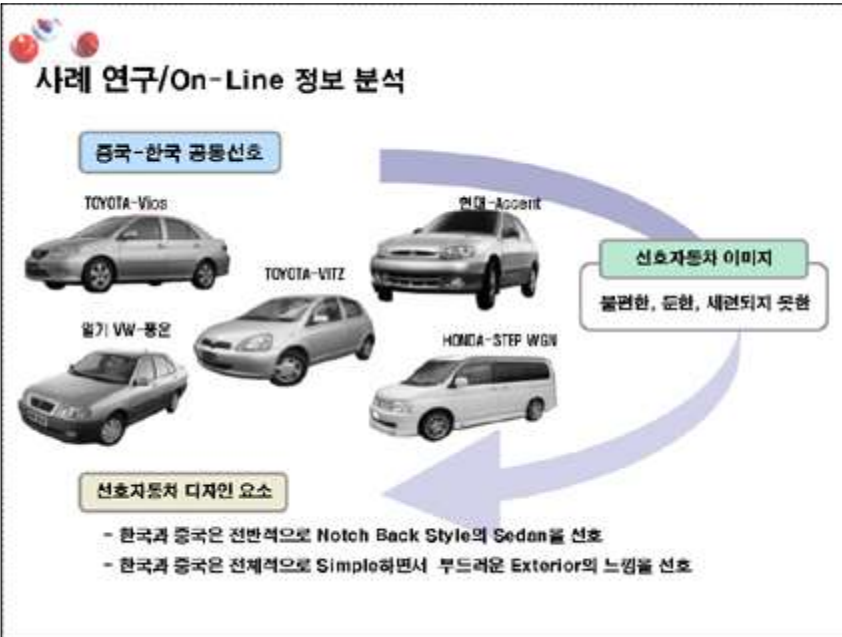 사례 연구/On-Line 정보 분석
중국-한국 공동선호
TOYOTA-Vios
현대-Accent
TOYOTA-VITZ
일기 VW-풍운
HONDA-STEP WGN
선호자동차 이미지
불편한, 둔한, 세련되지 못한
선호자동차 디자인 요소
- 한국과 중국은 전반적으로 Notch Back Style의 Sedan을 선호
- 한국과 중국은 전체적으로 Simple하면서 부드러운 Exterior의 느낌을 선호